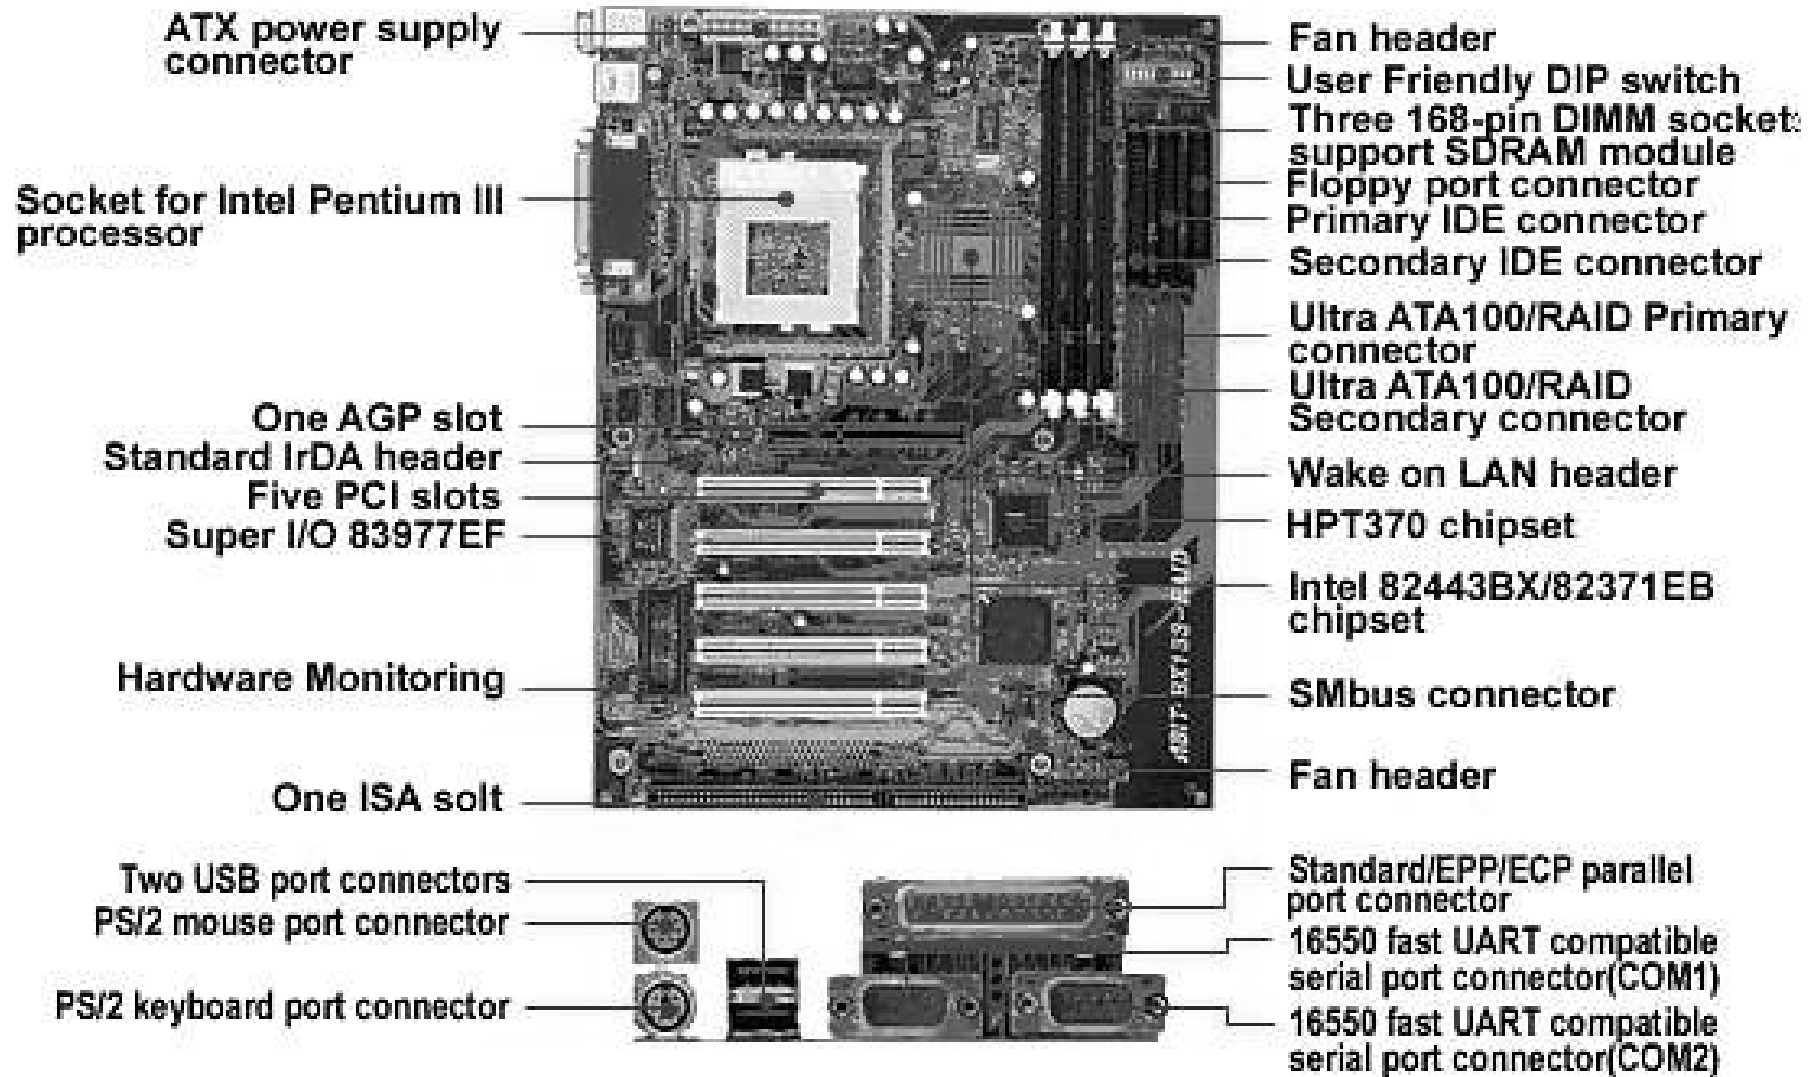 ATX power supply
connector
Socket for Intel Pentium III
processor
One AGP slot
Standard IrDA header
Five PCI slots
Super I/O 83977EF
Hardware Monitoring
One ISA solt
Two USB port connectors
PS/2 mouse port connector
PS/2 keyboard port connector
Fan header
User Friendly DIP switch
Three 168-pin DIMM sockets
support SDRAM module
Floppy port connector
Primary IDE connector
Secondary IDE connector
Ultra ATA100/RAID Primary
connector
Ultra ATA100/RAID
Secondary connector
Wake on LAN header
HPT370 chipset
Intel 82443BX/82371EB
chipset
SMbus connector
Fan header
Standard/EPP/ECP parallel
port connector
16550 fast UART compatible
serial port connector(COM1)
16550 fast UART compatible
serial port connector(COM2)